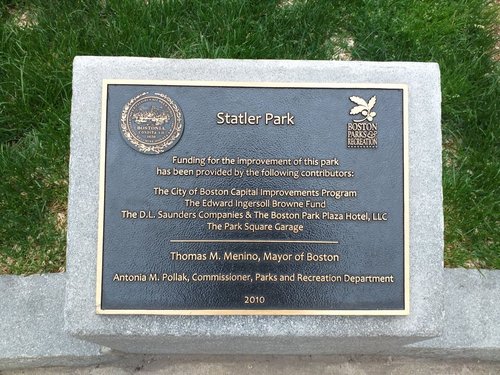 Statler Park
BOSTON
PARKS &
RECREATION
Funding for the improvement of this park
has been provided by the following contributors:
The City of Boston Capital Improvements Program
The Edward Ingersoll Browne Fund
The D.L. Saunders Companies & The Boston Park Plaza Hotel, LLC
The Park Square Garage
Thomas M. Menino, Mayor of Boston
Antonia M. Pollak, Commissioner, Parks and Recreation Department
2010